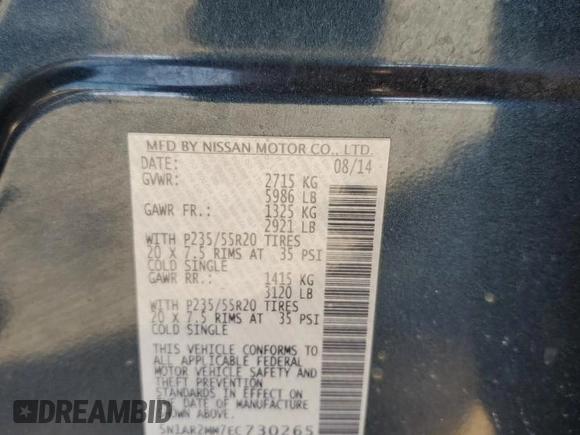 MFD BY NISSAN MOTOR CO., LTD.
DATE: 08/14
GVWR: 2715 KG
5986 LB
GAWR FR.: 1325 KG
2921 LB
WITH P235/55R20 TIRES
20 X 7.5 RIMS AT 35 PSI
COLD SINGLE
GAWR RR.: 1415 KG
3120 LB
WITH P235/55R20 TIRES
20 X 7.5 RIMS AT 35 PSI
COLD SINGLE
THIS VEHICLE CONFORMS TO
ALL APPLICABLE FEDERAL
MOTOR VEHICLE SAFETY AND
THEFT PREVENTION
STANDARDS IN EFFECT ON
THE DATE OF MANUFACTURE
SHOWN ABOVE.
5N1AR2MM7EC730265
DREAMBID